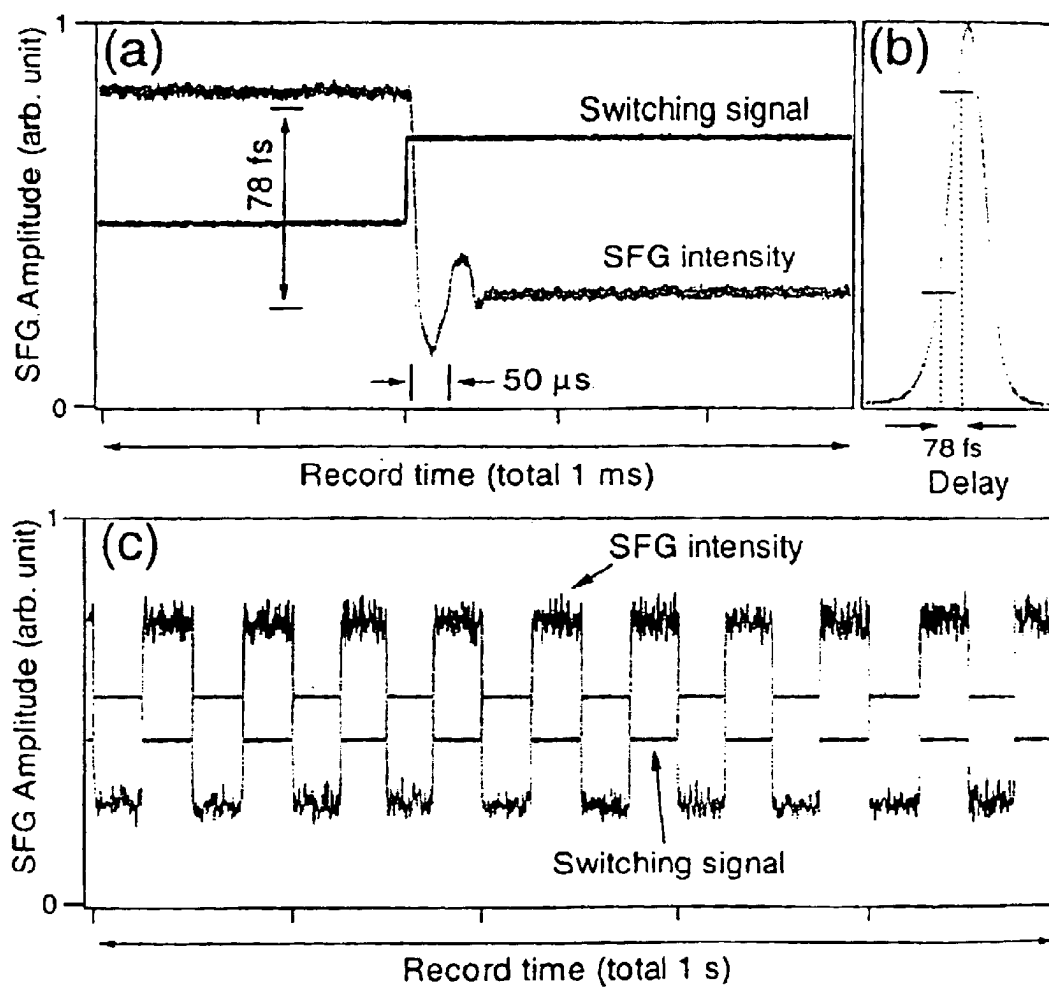 1
(a)
(b)
SFG. Amplitude (arb. unit)
Switching signal
78 fs
SFG intensity
50 µs
0
78 fs
Delay
Record time (total 1 ms)
1
(c)
SFG intensity
SFG Amplitude (arb. unit)
Switching signal
0
Record time (total 1 s)